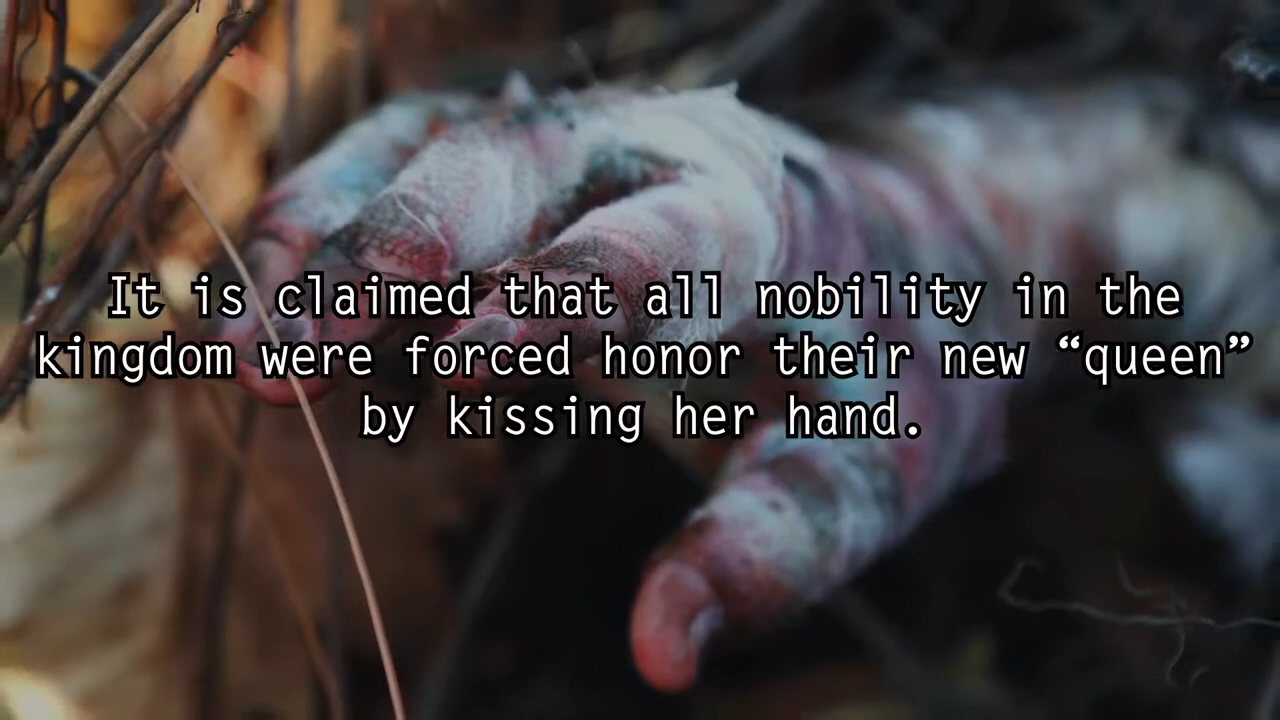 It is claimed that all nobility in the
kingdom were forced honor their new “queen”
by kissing her hand.